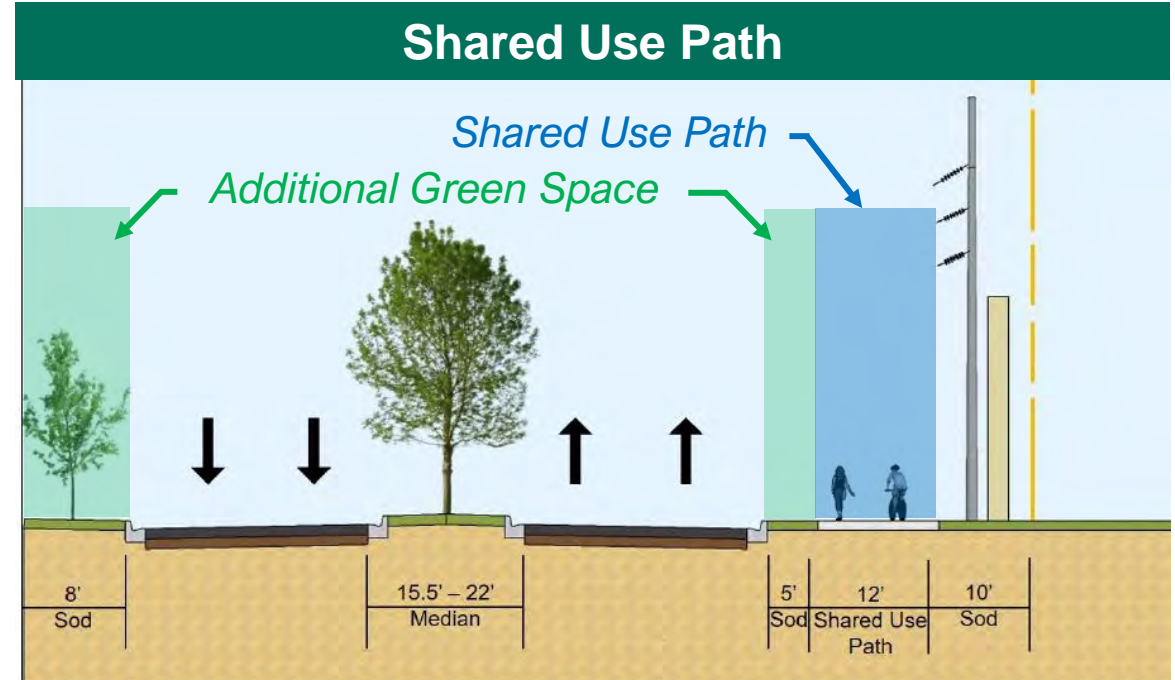 Shared Use Path
Shared Use Path
Additional Green Space
8'
Sod
15.5' – 22'
Median
5'
Sod
12'
Shared Use
Path
10'
Sod